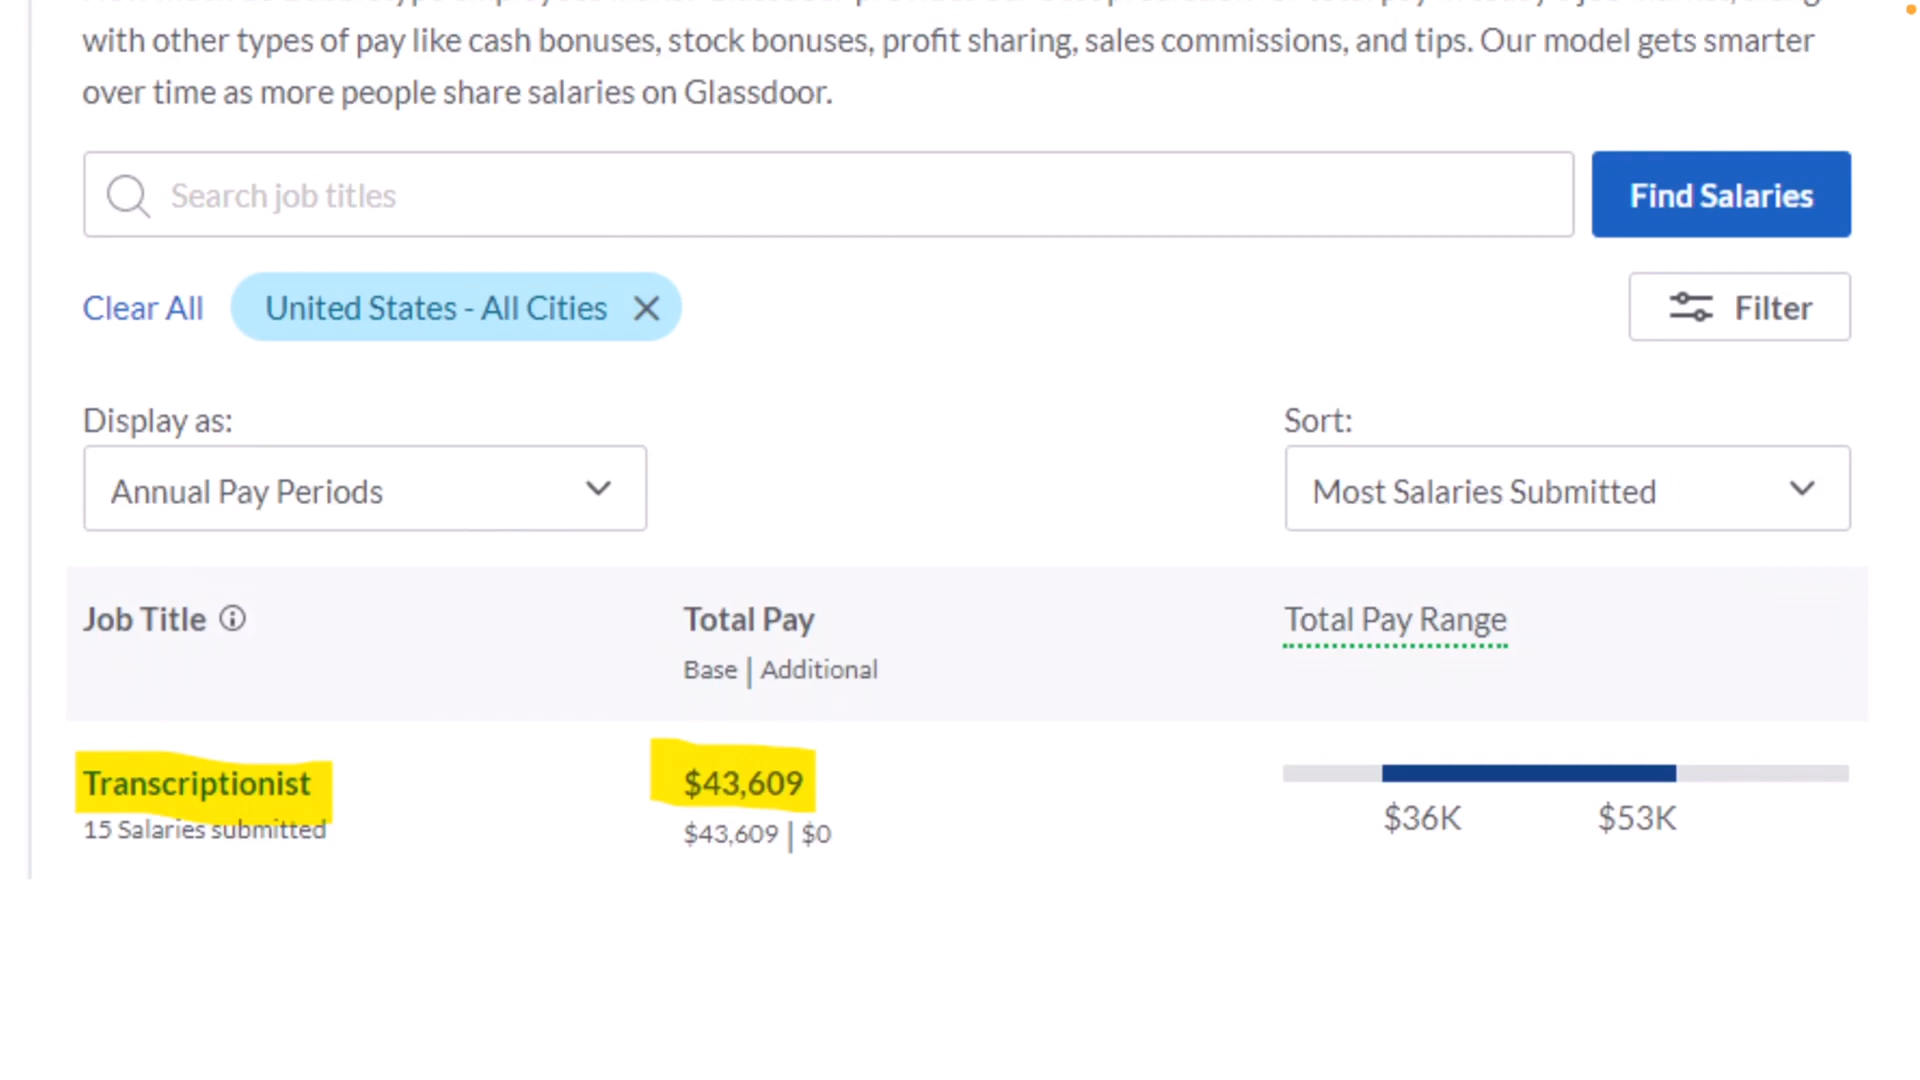 with other types of pay like cash bonuses, stock bonuses, profit sharing, sales commissions, and tips. Our model gets smarter
over time as more people share salaries on Glassdoor.
Search job titles
Find Salaries
Clear All
United States - All Cities
Filter
Display as:
Sort:
Annual Pay Periods
Most Salaries Submitted
Job Title
Total Pay
Total Pay Range
Base | Additional
Transcriptionist
$43,609
15 Salaries submitted
$43,609 | $0
$36K
$53K